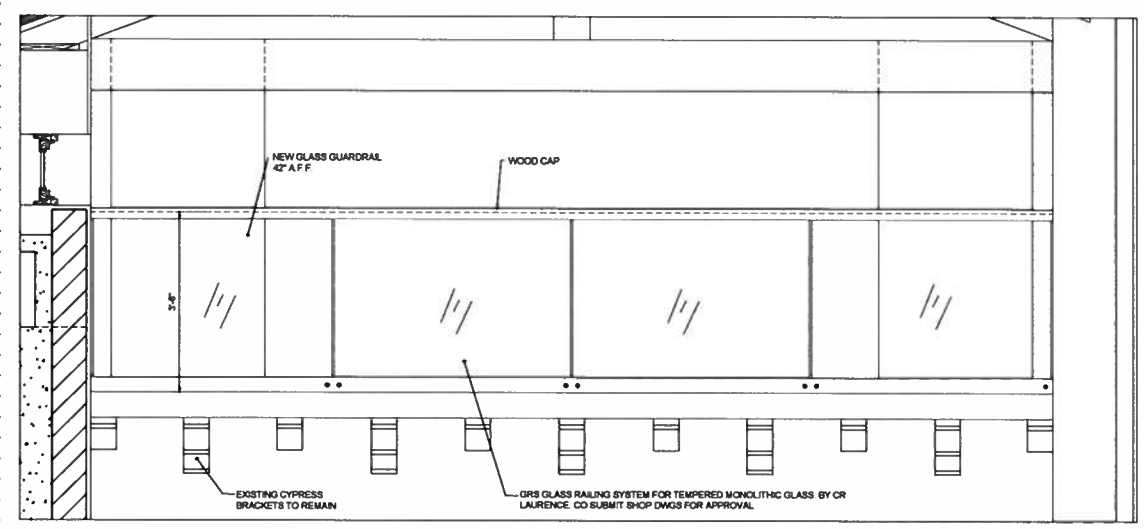 NEW GLASS GUARDRAIL
42" A.F.F.
WOOD CAP
3'-6"
EXISTING CYPRESS
BRACKETS TO REMAIN
GRS GLASS RAILING SYSTEM FOR TEMPERED MONOLITHIC GLASS BY CR
LAURENCE. CO SUBMIT SHOP DWGS FOR APPROVAL